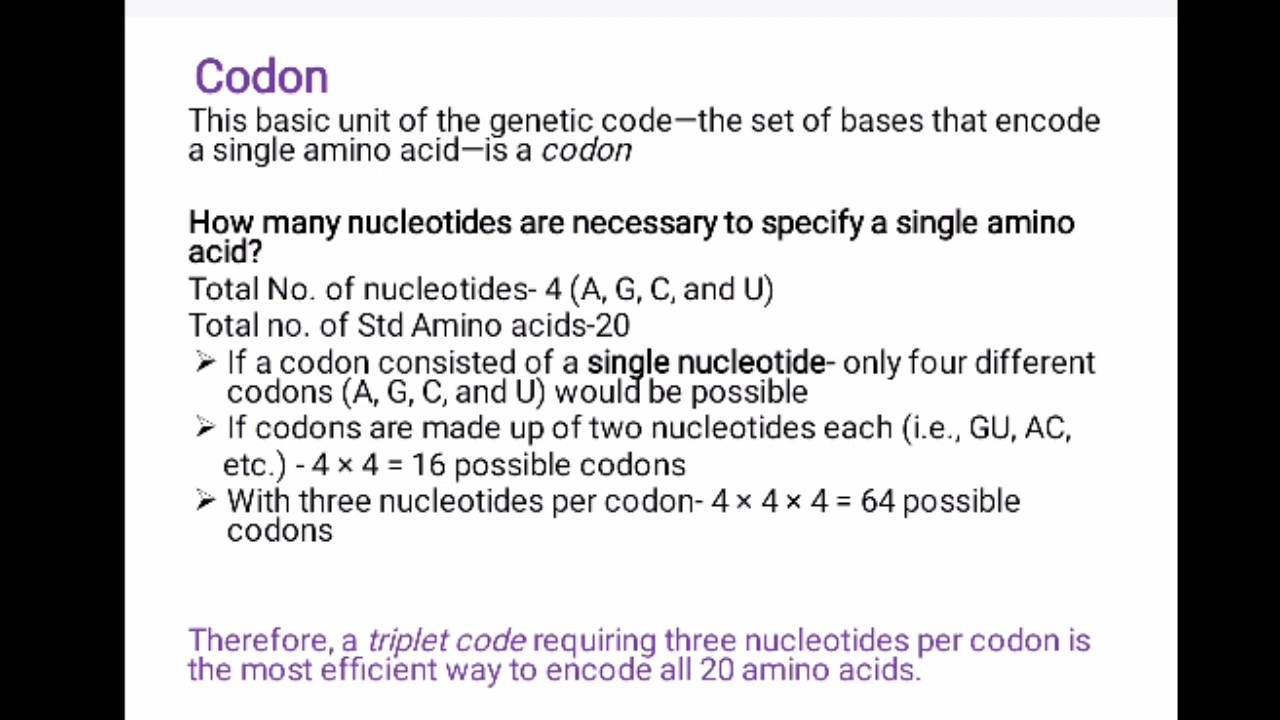 Codon
This basic unit of the genetic code—the set of bases that encode
a single amino acid—is a codon
How many nucleotides are necessary to specify a single amino
acid?
Total No. of nucleotides- 4 (A, G, C, and U)
Total no. of Std Amino acids-20
➢ If a codon consisted of a single nucleotide- only four different
codons (A, G, C, and U) would be possible
➢ If codons are made up of two nucleotides each (i.e., GU, AC,
etc.) - 4 × 4 = 16 possible codons
➢ With three nucleotides per codon- 4 × 4 × 4 = 64 possible
codons
Therefore, a triplet code requiring three nucleotides per codon is
the most efficient way to encode all 20 amino acids.